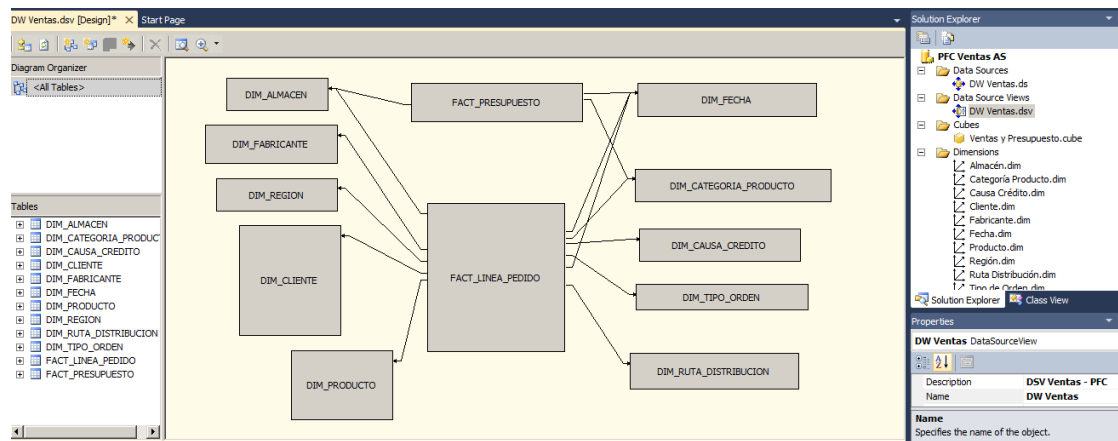 DW Ventas.dsv [Design]*
Start Page
Diagram Organizer
<All Tables>
Tables
DIM_ALMACEN
DIM_CATEGORIA_PRODUCT
DIM_CAUSA_CREDITO
DIM_CLIENTE
DIM_FABRICANTE
DIM_FECHA
DIM_PRODUCTO
DIM_REGION
DIM_RUTA_DISTRIBUCION
DIM_TIPO_ORDEN
FACT_LINEA_PEDIDO
FACT_PRESUPUESTO
DIM_ALMACEN
FACT_PRESUPUESTO
DIM_FECHA
DIM_FABRICANTE
DIM_CATEGORIA_PRODUCTO
DIM_REGION
DIM_CAUSA_CREDITO
DIM_CLIENTE
FACT_LINEA_PEDIDO
DIM_TIPO_ORDEN
DIM_RUTA_DISTRIBUCION
DIM_PRODUCTO
Solution Explorer
PFC Ventas AS
Data Sources
DW Ventas.ds
Data Source Views
DW Ventas.dsv
Cubes
Ventas y Presupuesto.cube
Dimensions
Almacén.dim
Categoría Producto.dim
Causa Crédito.dim
Cliente.dim
Fabricante.dim
Fecha.dim
Producto.dim
Región.dim
Ruta Distribución.dim
Tipo de Orden.dim
Solution Explorer
Class View
Properties
DW Ventas DataSourceView
Description DSV Ventas - PFC
Name DW Ventas
Name
Specifies the name of the object.